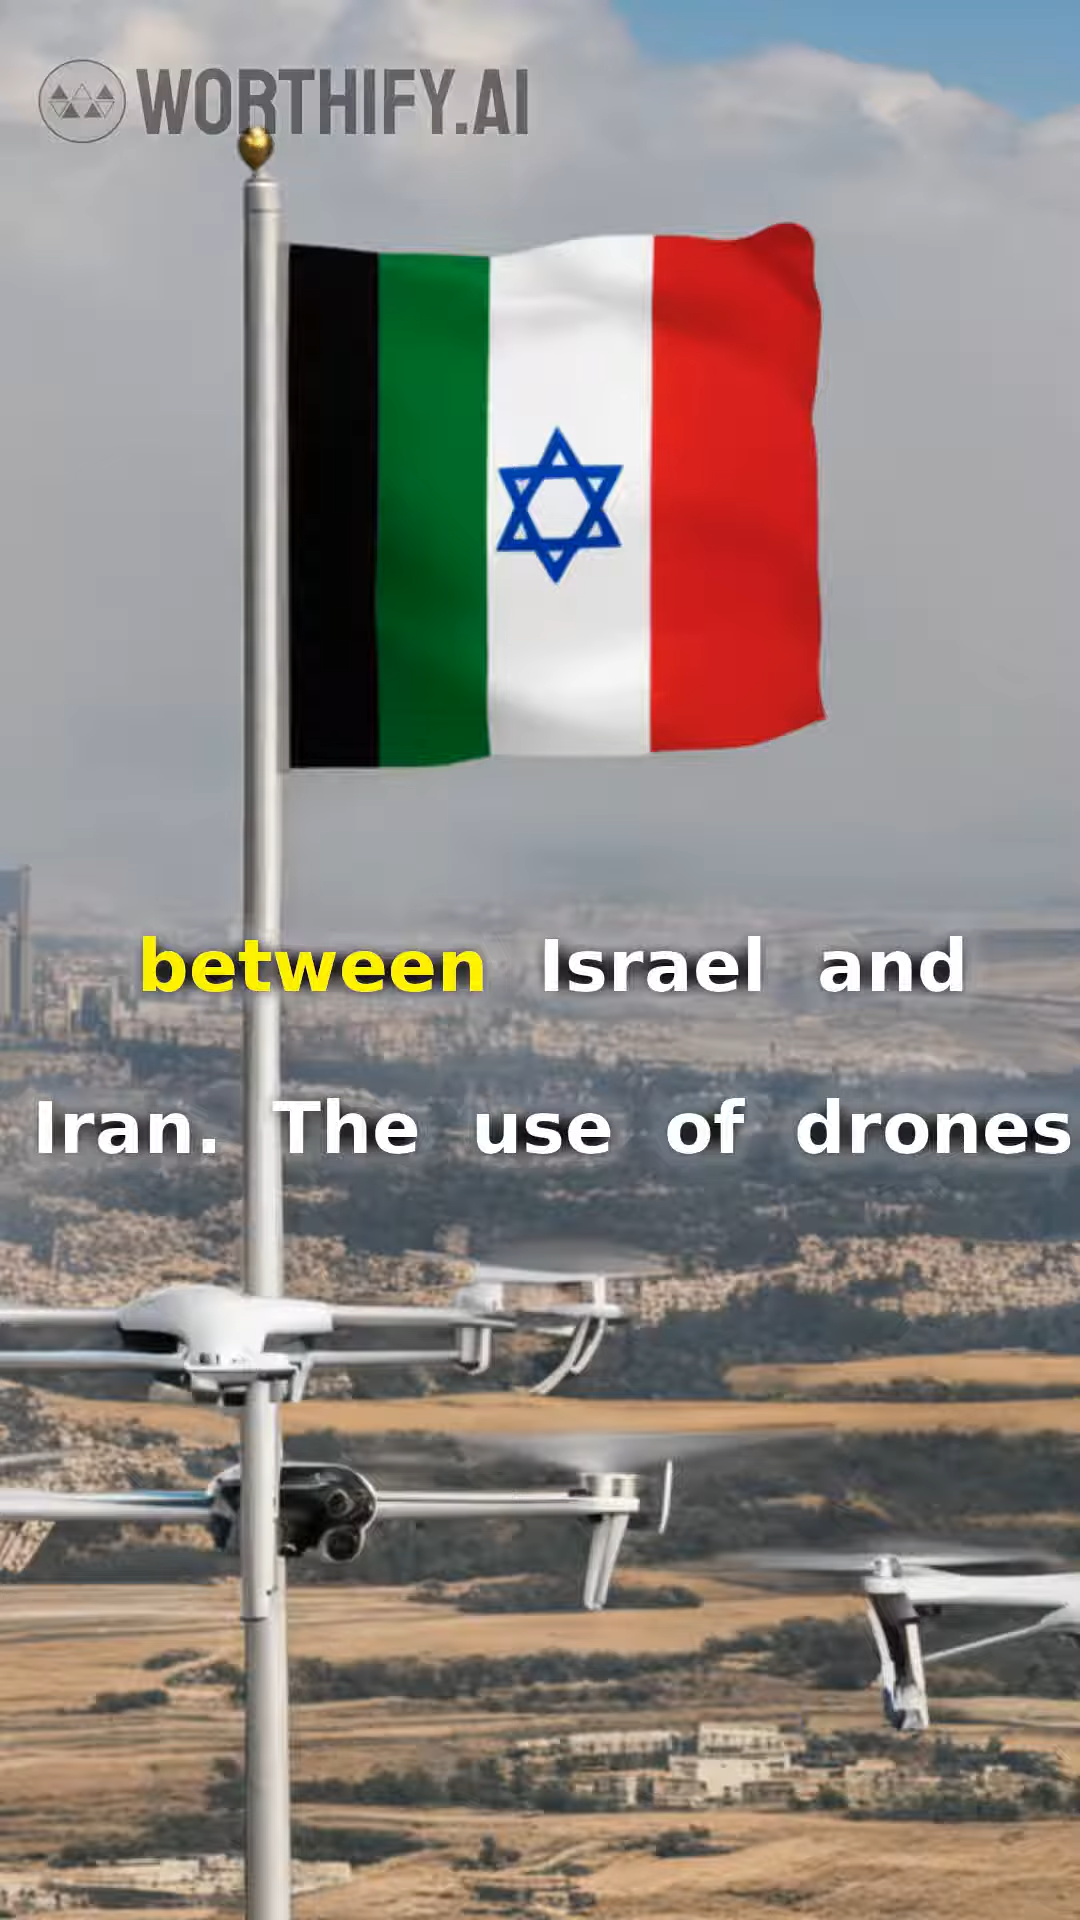 WORTHIFY.AI
between Israel and
Iran. The use of drones